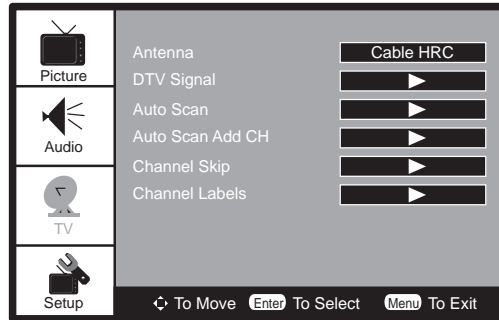 Picture
Audio
TV
Setup
Antenna Cable HRC
DTV Signal
Auto Scan
Auto Scan Add CH
Channel Skip
Channel Labels
To Move Enter To Select Menu To Exit